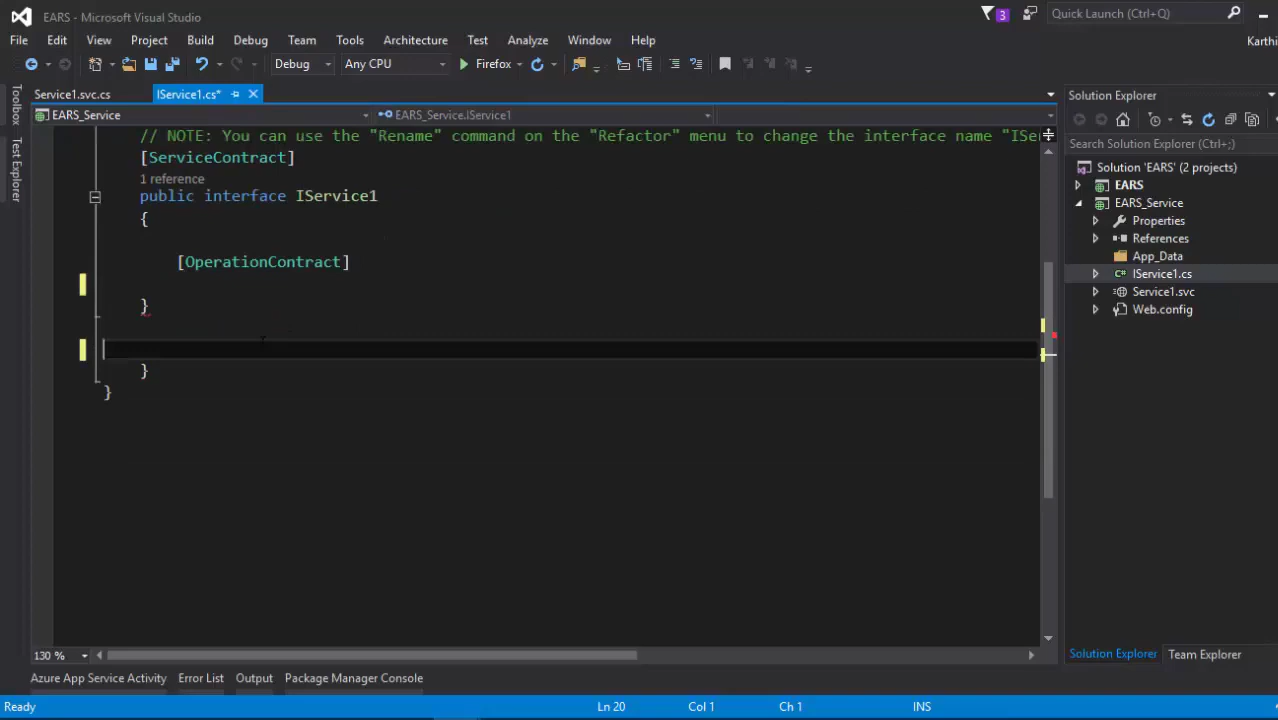 EARS - Microsoft Visual Studio
3
Quick Launch (Ctrl+Q)
File Edit View Project Build Debug Team Tools Architecture Test Analyze Window Help
Karthi
Debug Any CPU Firefox
Service1.svc.cs IService1.cs*
Solution Explorer
Toolbox
Test Explorer
EARS_Service EARS_Service.IService1
Search Solution Explorer (Ctrl+;)
// NOTE: You can use the "Rename" command on the "Refactor" menu to change the interface name "ISe
[ServiceContract]
1 reference
public interface IService1
{
[OperationContract]
}
}
}
Solution 'EARS' (2 projects)
EARS
EARS_Service
Properties
References
App_Data
C# IService1.cs
Service1.svc
Web.config
130 %
Solution Explorer Team Explorer
Azure App Service Activity Error List Output Package Manager Console
Ready Ln 20 Col 1 Ch 1 INS